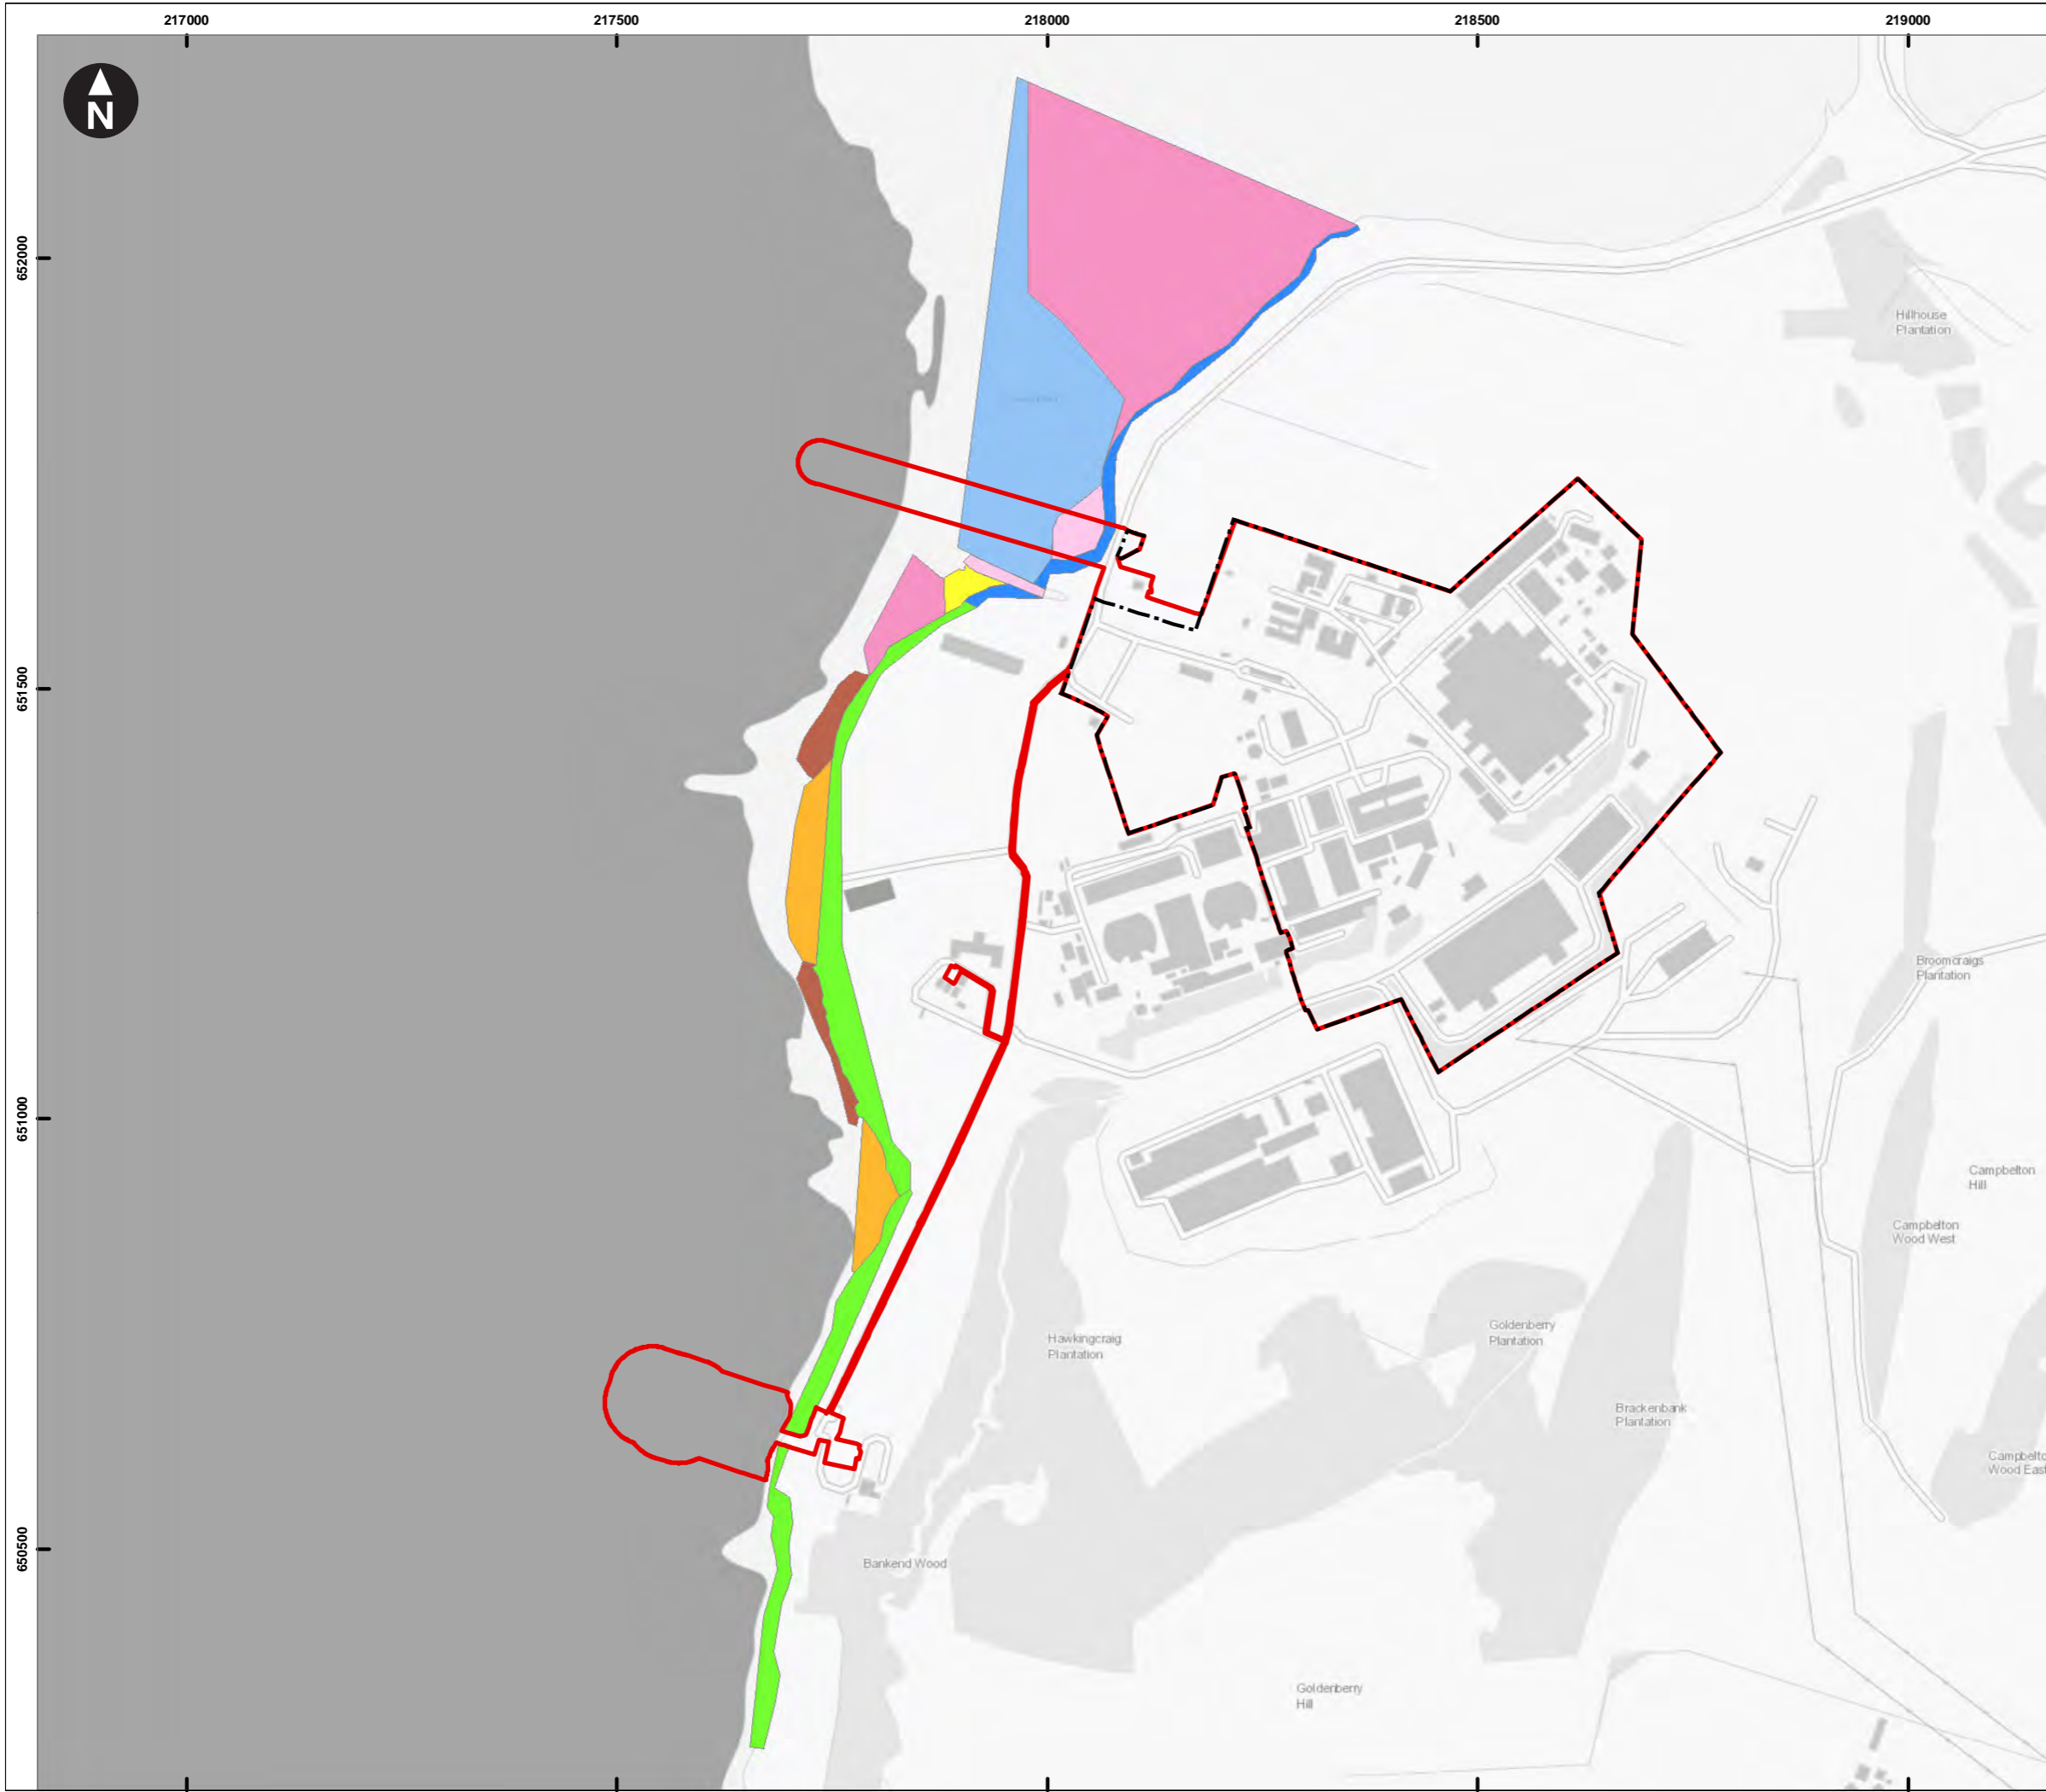 217000
217500
218000
218500
219000
N
652000
Hillhouse
Plantation
651500
Broomcraigs
Plantation
651000
Campbelton
Hill
Campbelton
Wood West
Hawkingcraig
Plantation
Goldenberry
Plantation
Brackenbank
Plantation
Campbelto
Wood East
650500
Bankend Wood
Goldenberry
Hill